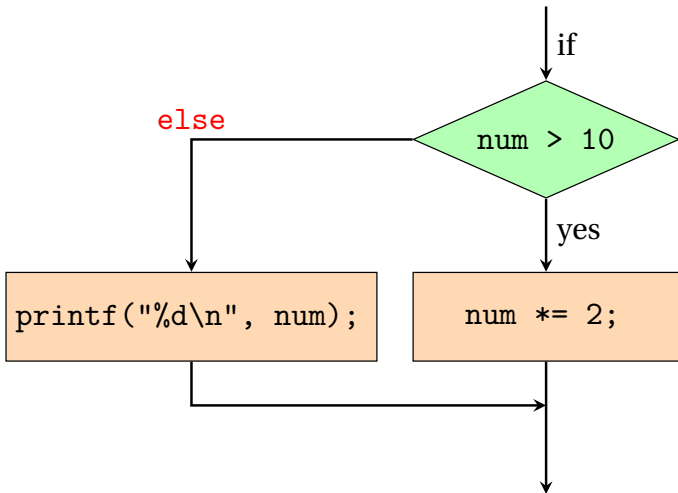 if
else
num > 10
yes
printf("%d\n", num);
num *= 2;